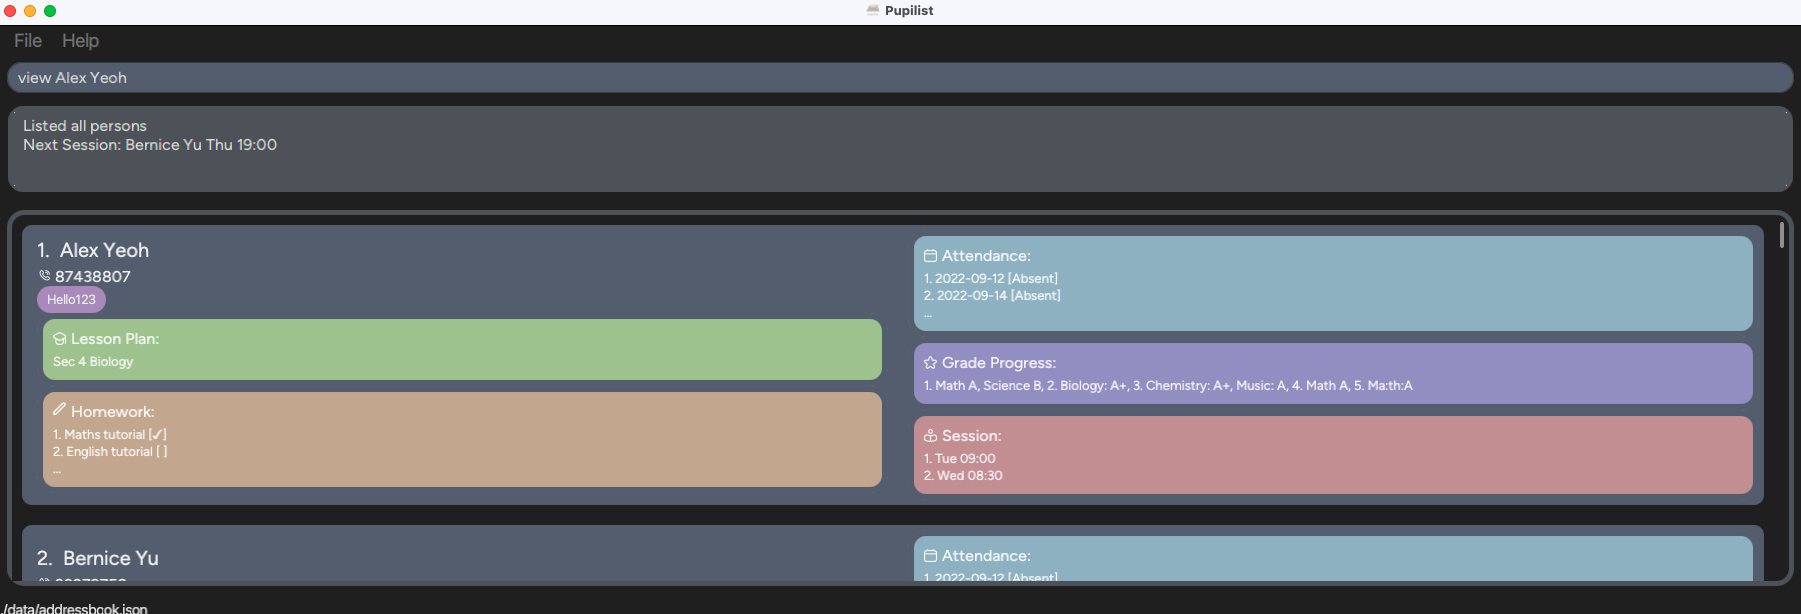 Pupilist
File Help
view Alex Yeoh
Listed all persons
Next Session: Bernice Yu Thu 19:00
1. Alex Yeoh
87438807
Hello123
Lesson Plan:
Sec 4 Biology
Homework:
1. Maths tutorial [✓]
2. English tutorial [ ]
...
Attendance:
1. 2022-09-12 [Absent]
2. 2022-09-14 [Absent]
...
Grade Progress:
1. Math A, Science B, 2. Biology: A+, 3. Chemistry: A+, Music: A, 4. Math A, 5. Ma:th:A
Session:
1. Tue 09:00
2. Wed 08:30
2. Bernice Yu
Attendance:
1. 2022-09-12 [Absent]
./data/addressbook.json